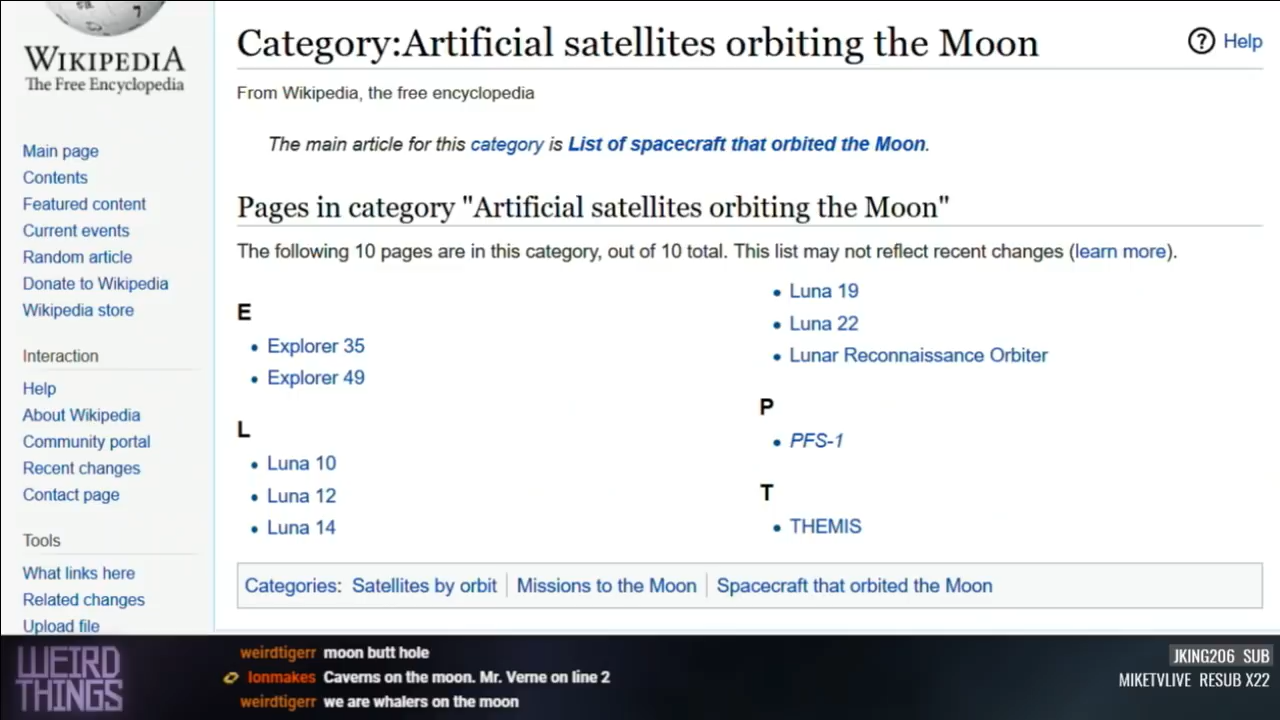 WIKIPEDIA
The Free Encyclopedia
Main page
Contents
Featured content
Current events
Random article
Donate to Wikipedia
Wikipedia store
Interaction
Help
About Wikipedia
Community portal
Recent changes
Contact page
Tools
What links here
Related changes
Upload file
Category:Artificial satellites orbiting the Moon
? Help
From Wikipedia, the free encyclopedia
The main article for this category is List of spacecraft that orbited the Moon.
Pages in category "Artificial satellites orbiting the Moon"
The following 10 pages are in this category, out of 10 total. This list may not reflect recent changes (learn more).
E
• Explorer 35
• Explorer 49
L
• Luna 10
• Luna 12
• Luna 14
• Luna 19
• Luna 22
• Lunar Reconnaissance Orbiter
P
• PFS-1
T
• THEMIS
Categories: Satellites by orbit | Missions to the Moon | Spacecraft that orbited the Moon
WEIRD
THINGS
weirdtigerr moon butt hole
lonmakes Caverns on the moon. Mr. Verne on line 2
weirdtigerr we are whalers on the moon
JKING206 SUB
MIKETVLIVE RESUB X22